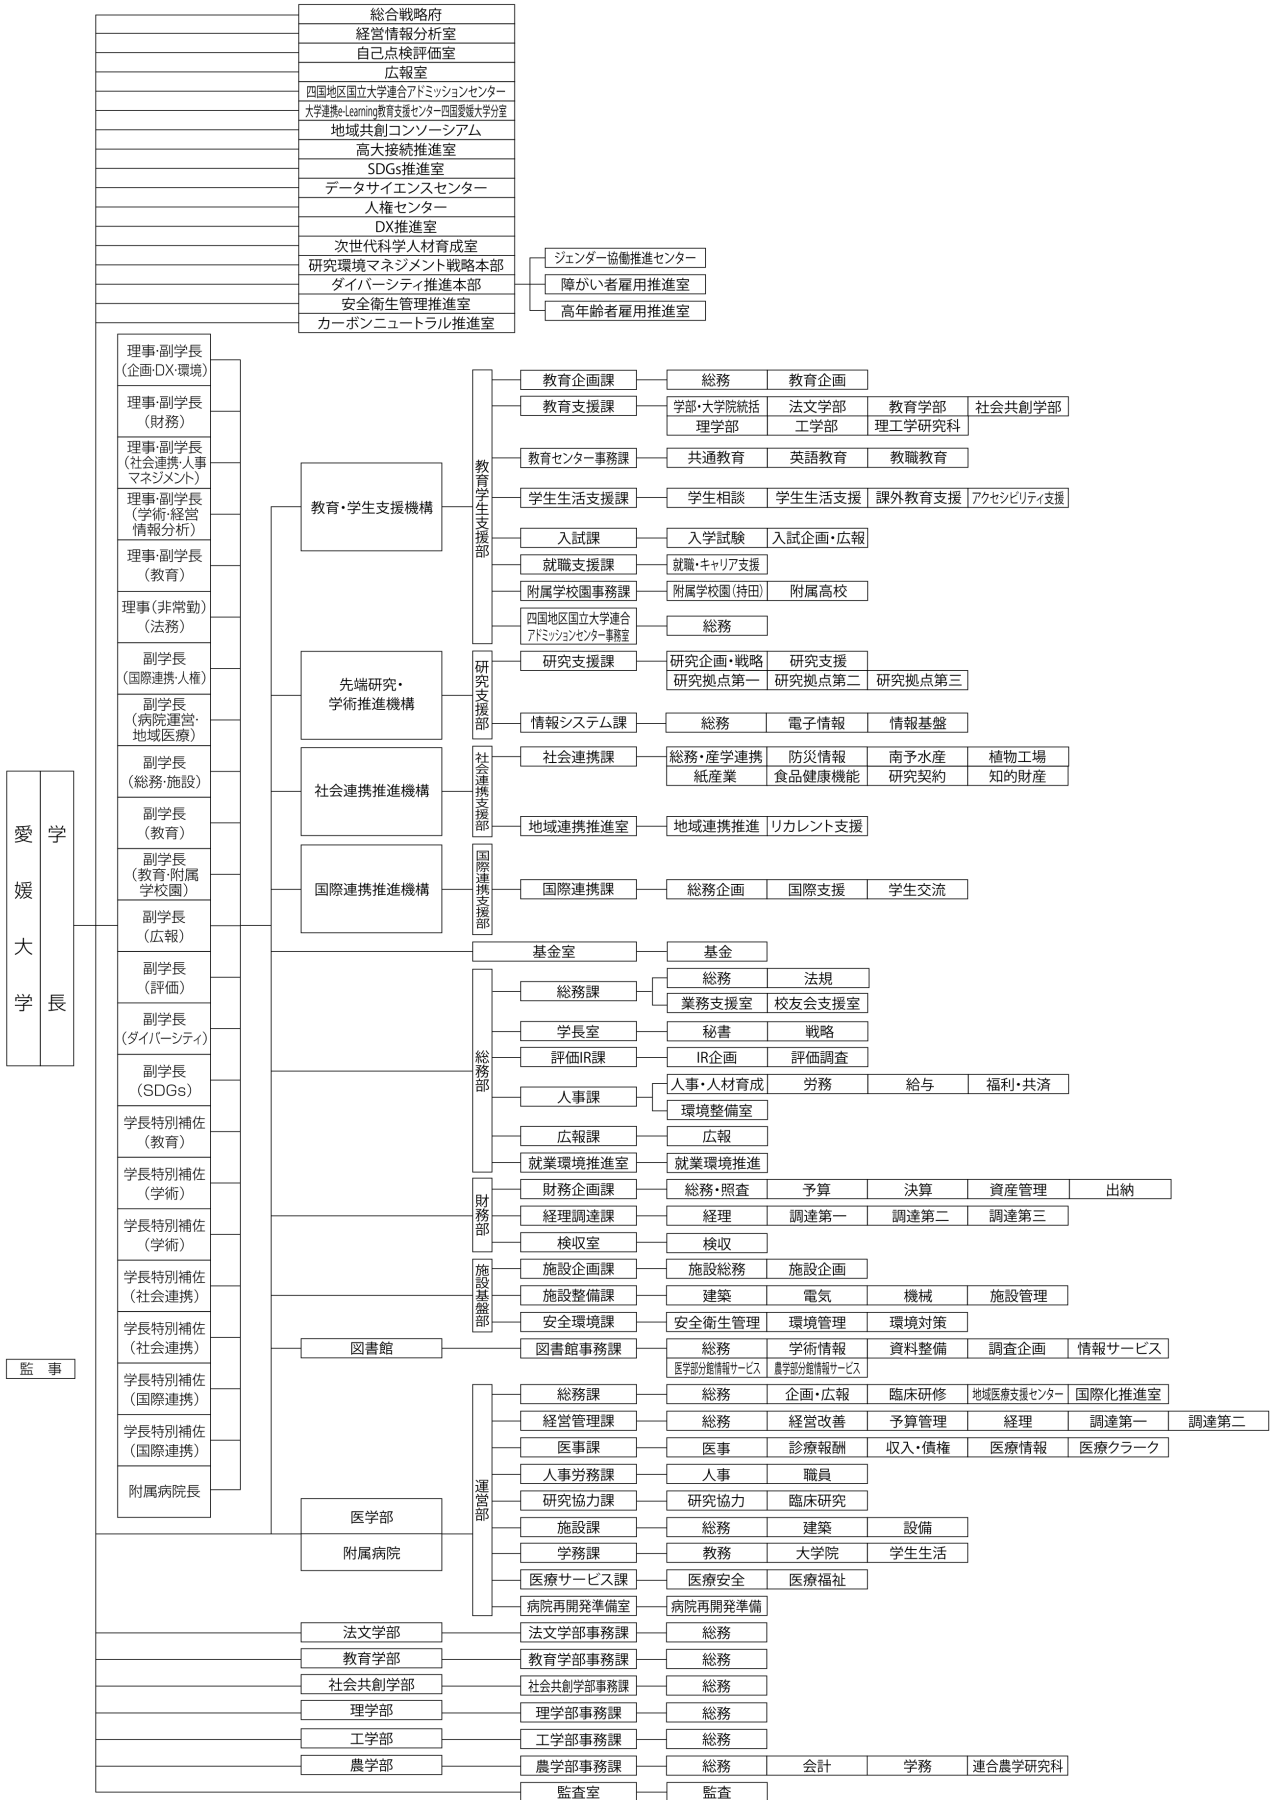 総合戦略府
経営情報分析室
自己点検評価室
広報室
四国地区国立大学連合アドミッションセンター
大学連携e-Learning教育支援センター四国愛媛大学分室
地域共創コンソーシアム
高大接続推進室
SDGs推進室
データサイエンスセンター
人権センター
DX推進室
次世代科学人材育成室
研究環境マネジメント戦略本部
ダイバーシティ推進本部
安全衛生管理推進室
カーボンニュートラル推進室
ジェンダー協働推進センター
障がい者雇用推進室
高年齢者雇用推進室
愛媛大学
学長
監事
理事・副学長
(企画・DX・環境)
理事・副学長
(財務)
理事・副学長
(社会連携・人事
マネジメント)
理事・副学長
(学術・経営
情報分析)
理事・副学長
(教育)
理事(非常勤)
(法務)
副学長
(国際連携・人権)
副学長
(病院運営・
地域医療)
副学長
(総務・施設)
副学長
(教育)
副学長
(教育・附属
学校園)
副学長
(広報)
副学長
(評価)
副学長
(ダイバーシティ)
副学長
(SDGs)
学長特別補佐
(教育)
学長特別補佐
(学術)
学長特別補佐
(学術)
学長特別補佐
(社会連携)
学長特別補佐
(社会連携)
学長特別補佐
(国際連携)
学長特別補佐
(国際連携)
附属病院長
教育・学生支援機構
教育学生支援部
教育企画課 総務 教育企画
教育支援課 学部・大学院統括 法文学部 教育学部 社会共創学部
理学部 工学部 理工学研究科
教育センター事務課 共通教育 英語教育 教職教育
学生生活支援課 学生相談 学生生活支援 課外教育支援 アクセシビリティ支援
入試課 入学試験 入試企画・広報
就職支援課 就職・キャリア支援
附属学校園事務課 附属学校園(持田) 附属高校
四国地区国立大学連合
アドミッションセンター事務室 総務
先端研究・
学術推進機構
研究支援部
研究支援課 研究企画・戦略 研究支援
研究拠点第一 研究拠点第二 研究拠点第三
情報システム課 総務 電子情報 情報基盤
社会連携推進機構
社会連携支援部
社会連携課 総務・産学連携 防災情報 南予水産 植物工場
紙産業 食品健康機能 研究契約 知的財産
地域連携推進室 地域連携推進 リカレント支援
国際連携推進機構
国際連携支援部
国際連携課 総務企画 国際支援 学生交流
基金室 基金
総務部
総務課 総務 法規
業務支援室 校友会支援室
学長室 秘書 戦略
評価IR課 IR企画 評価調査
人事課 人事・人材育成 労務 給与 福利・共済
環境整備室
広報課 広報
就業環境推進室 就業環境推進
財務部
財務企画課 総務・照査 予算 決算 資産管理 出納
経理調達課 経理 調達第一 調達第二 調達第三
検収室 検収
施設基盤部
施設企画課 施設総務 施設企画
施設整備課 建築 電気 機械 施設管理
安全環境課 安全衛生管理 環境管理 環境対策
図書館 図書館事務課 総務 学術情報 資料整備 調査企画 情報サービス
医学部分館情報サービス 農学部分館情報サービス
医学部
附属病院
運営部
総務課 総務 企画・広報 臨床研修 地域医療支援センター 国際化推進室
経営管理課 総務 経営改善 予算管理 経理 調達第一 調達第二
医事課 医事 診療報酬 収入・債権 医療情報 医療クラーク
人事労務課 人事 職員
研究協力課 研究協力 臨床研究
施設課 総務 建築 設備
学務課 教務 大学院 学生生活
医療サービス課 医療安全 医療福祉
病院再開発準備室 病院再開発準備
法文学部 法文学部事務課 総務
教育学部 教育学部事務課 総務
社会共創学部 社会共創学部事務課 総務
理学部 理学部事務課 総務
工学部 工学部事務課 総務
農学部 農学部事務課 総務 会計 学務 連合農学研究科
監査室 監査